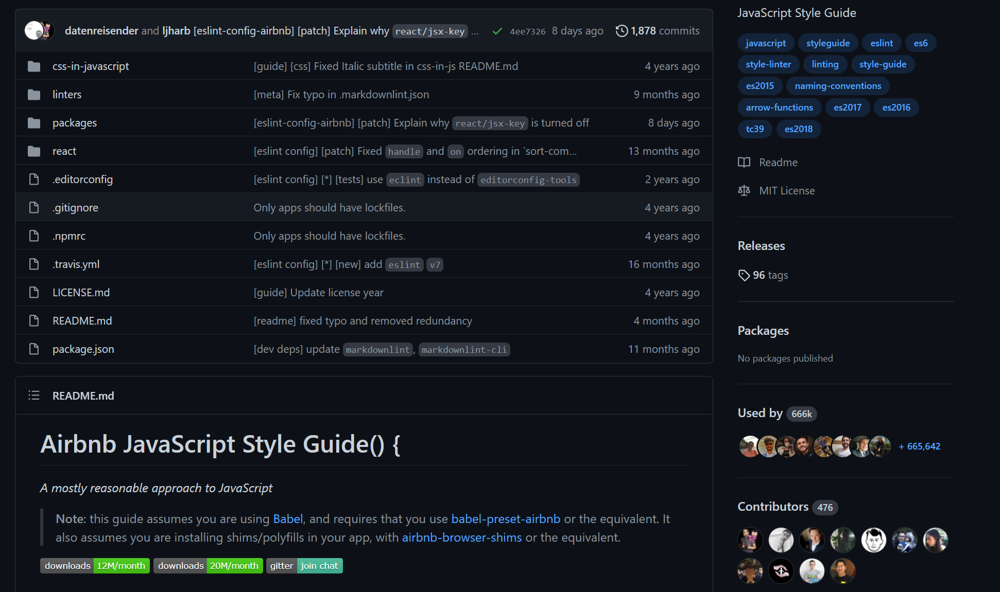 datenreisender and ljharb [eslint-config-airbnb] [patch] Explain why react/jsx-key ... 4ee7326 8 days ago 1,878 commits
css-in-javascript [guide] [css] Fixed Italic subtitle in css-in-js README.md 4 years ago
linters [meta] Fix typo in .markdownlint.json 9 months ago
packages [eslint-config-airbnb] [patch] Explain why react/jsx-key is turned off 8 days ago
react [eslint config] [patch] Fixed handle and on ordering in `sort-com... 13 months ago
.editorconfig [eslint config] [*] [tests] use eclint instead of editorconfig-tools 2 years ago
.gitignore Only apps should have lockfiles. 4 years ago
.npmrc Only apps should have lockfiles. 4 years ago
.travis.yml [eslint config] [*] [new] add eslint v7 16 months ago
LICENSE.md [guide] Update license year 4 years ago
README.md [readme] fixed typo and removed redundancy 4 months ago
package.json [dev deps] update markdownlint, markdownlint-cli 11 months ago
README.md
Airbnb JavaScript Style Guide() {
A mostly reasonable approach to JavaScript
Note: this guide assumes you are using Babel, and requires that you use babel-preset-airbnb or the equivalent. It
also assumes you are installing shims/polyfills in your app, with airbnb-browser-shims or the equivalent.
downloads 12M/month downloads 20M/month gitter join chat
JavaScript Style Guide
javascript styleguide eslint es6
style-linter linting style-guide
es2015 naming-conventions
arrow-functions es2017 es2016
tc39 es2018
Readme
MIT License
Releases
96 tags
Packages
No packages published
Used by 666k
+ 665,642
Contributors 476